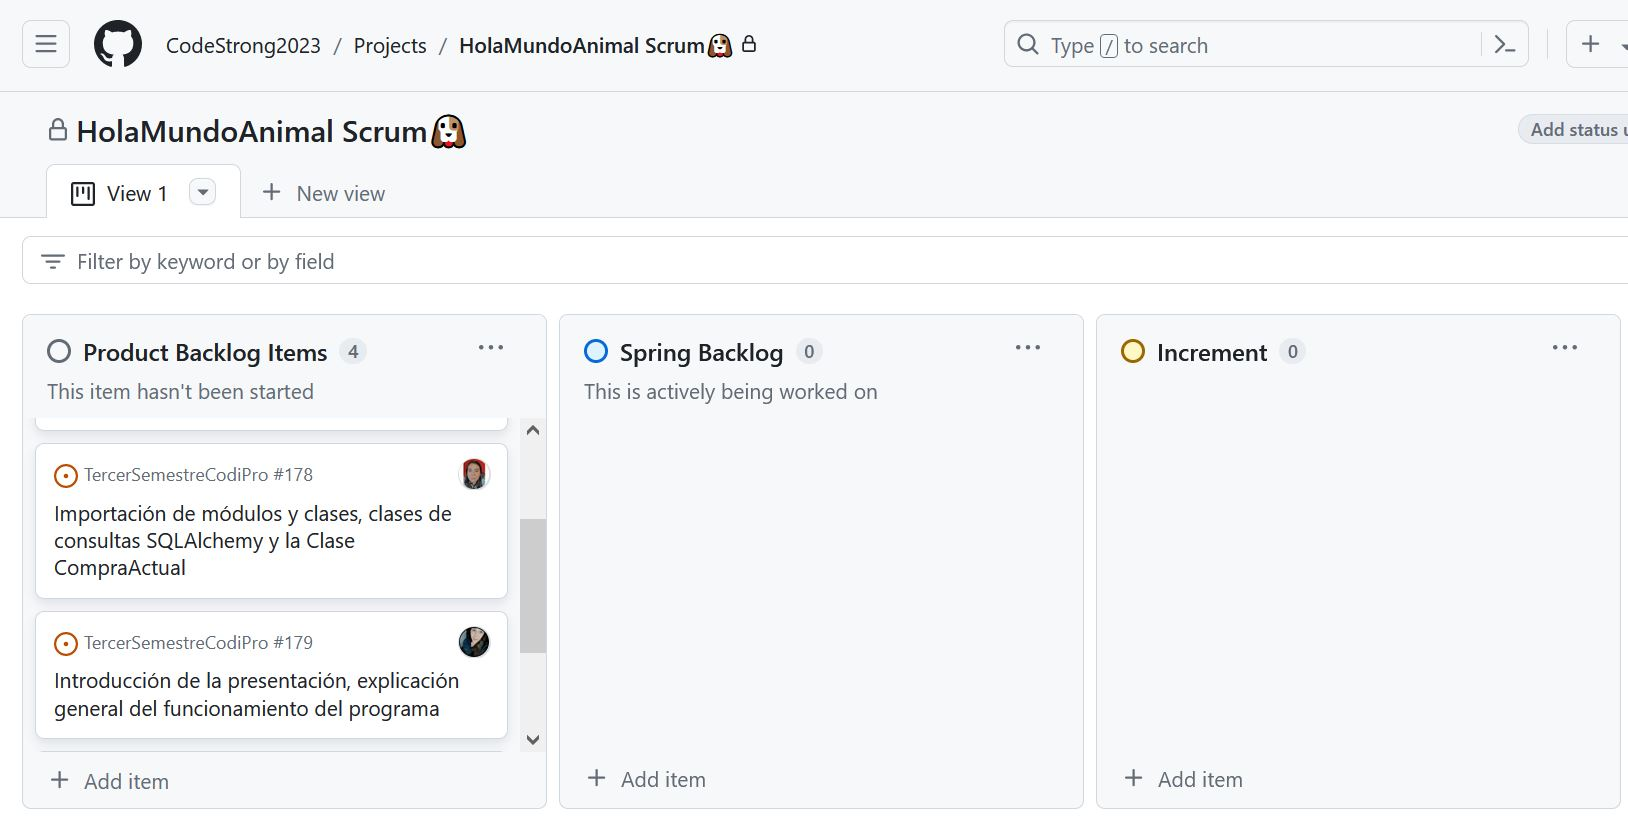 CodeStrong2023 / Projects / HolaMundoAnimal Scrum
Type / to search
HolaMundoAnimal Scrum
Add status
View 1
New view
Filter by keyword or by field
Product Backlog Items 4
This item hasn't been started
TercerSemestreCodiPro #178
Importación de módulos y clases, clases de
consultas SQLAlchemy y la Clase
CompraActual
TercerSemestreCodiPro #179
Introducción de la presentación, explicación
general del funcionamiento del programa
Add item
Spring Backlog 0
This is actively being worked on
Add item
Increment 0
Add item